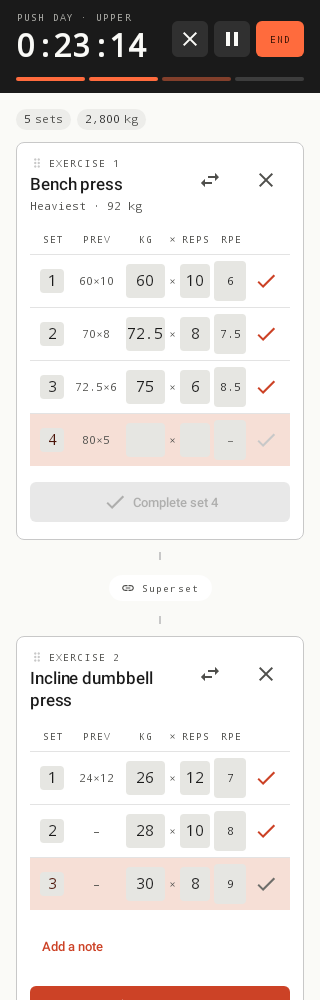 PUSH DAY · UPPER
0:23:14
END
5 sets
2,800 kg
EXERCISE 1
Bench press
Heaviest · 92 kg
SET PREV KG × REPS RPE
1 60×10 60 × 10 6
2 70×8 72.5 × 8 7.5
3 72.5×6 75 × 6 8.5
4 80×5 × –
Complete set 4
Superset
EXERCISE 2
Incline dumbbell
press
SET PREV KG × REPS RPE
1 24×12 26 × 12 7
2 – 28 × 10 8
3 – 30 × 8 9
Add a note